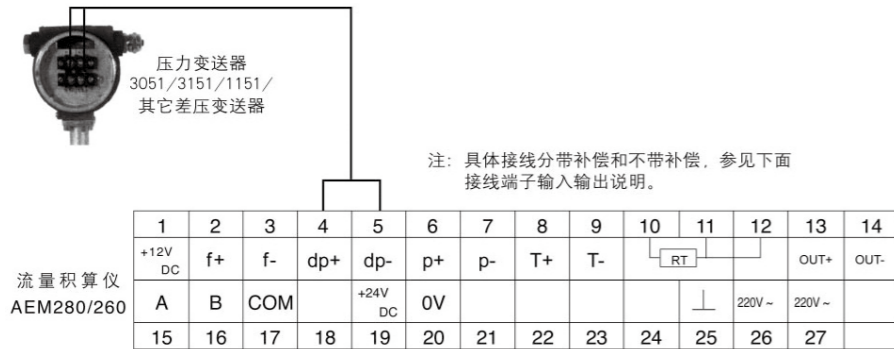 压力变送器
3051/3151/1151/
其它差压变送器
注: 具体接线分带补偿和不带补偿, 参见下面
接线端子输入输出说明。
1 2 3 4 5 6 7 8 9 10 11 12 13 14
+12V DC f+ f- dp+ dp- p+ p- T+ T- RT OUT+ OUT-
流量积算仪
AEM280/260
A B COM +24V DC 0V ⊥ 220V~ 220V~
15 16 17 18 19 20 21 22 23 24 25 26 27